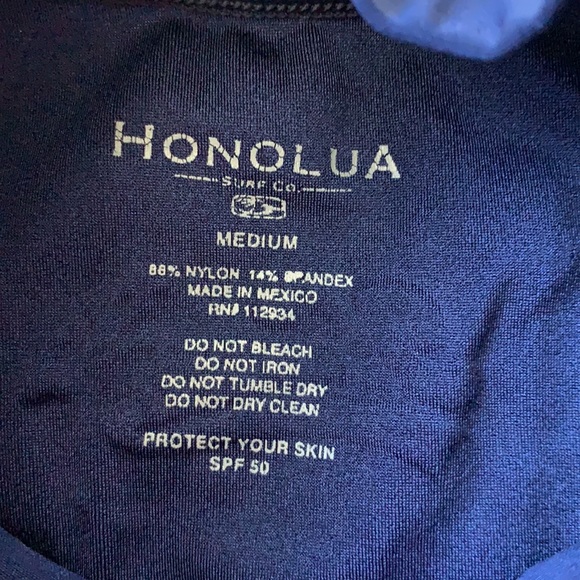 HONOLUA
SURF CO.
MEDIUM
86% NYLON 14% SPANDEX
MADE IN MEXICO
RN# 112934
DO NOT BLEACH
DO NOT IRON
DO NOT TUMBLE DRY
DO NOT DRY CLEAN
PROTECT YOUR SKIN
SPF 50